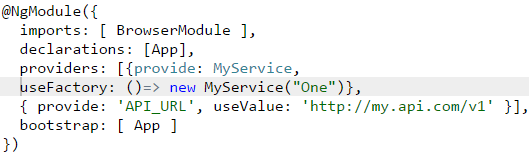 @NgModule({
  imports: [ BrowserModule ],
  declarations: [App],
  providers: [{provide: MyService,
  useFactory: ()=> new MyService("One")},
  { provide: 'API_URL', useValue: 'http://my.api.com/v1' }],
  bootstrap: [ App ]
})